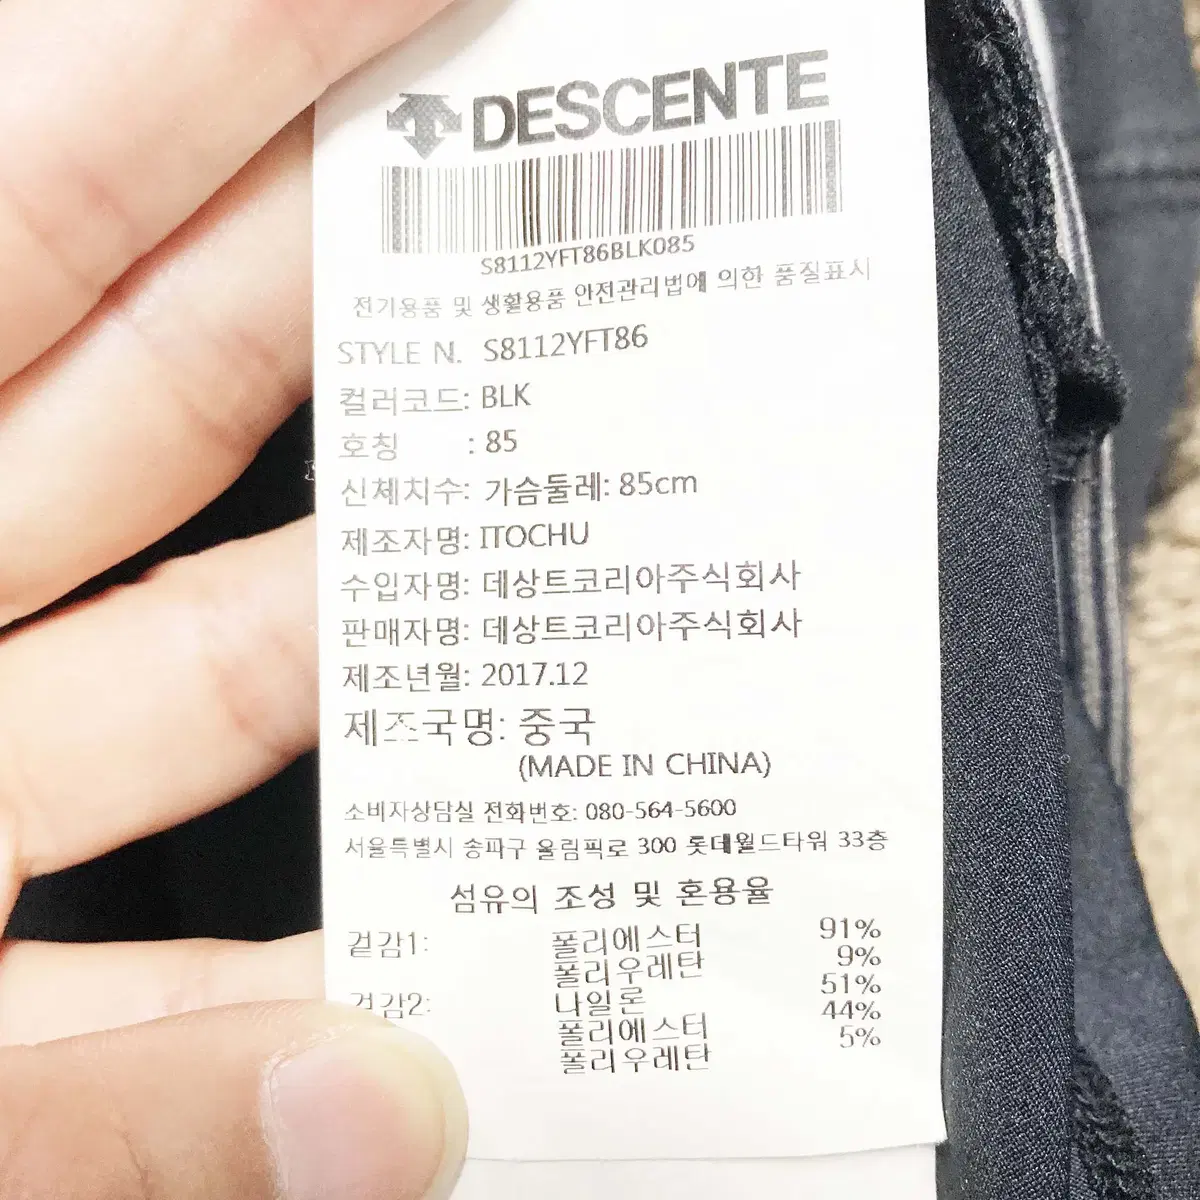 DESCENTE
S8112YFT86BLK085
전기용품 및 생활용품 안전관리법에 의한 품질표시
STYLE N. S8112YFT86
컬러코드: BLK
호칭 : 85
신체치수: 가슴둘레: 85cm
제조자명: ITOCHU
수입자명: 데상트코리아주식회사
판매자명: 데상트코리아주식회사
제조년월: 2017.12
제조국명: 중국
(MADE IN CHINA)
소비자상담실 전화번호: 080-564-5600
서울특별시 송파구 올림픽로 300 롯데월드타워 33층
섬유의 조성 및 혼용율
겉감1: 폴리에스터 91%
폴리우레탄 9%
겉감2: 나일론 51%
폴리에스터 44%
폴리우레탄 5%